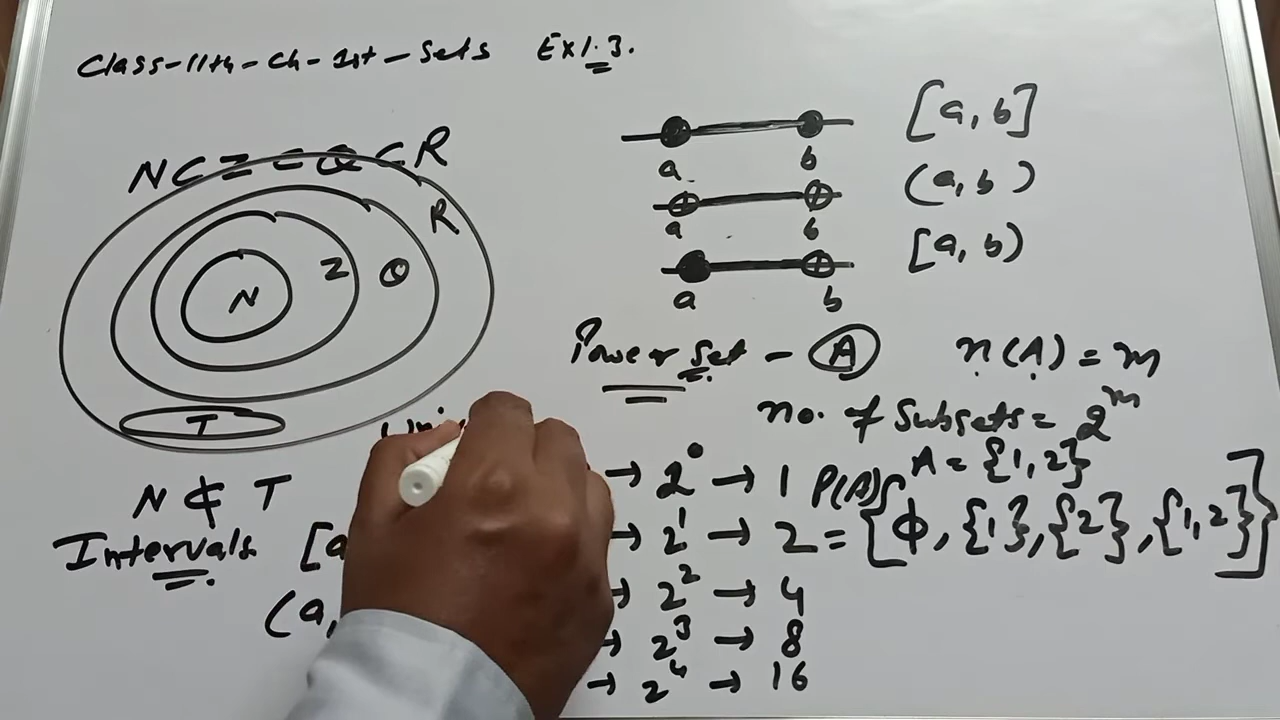 Class-11th-Ch-1st-Sets Ex1.3.
N⊂Z⊂Q⊂R
R
Z
Q
N
T
N ⊄ T
Intervals [a
(a,
a b [a, b]
a b (a, b)
a b [a, b)
Power set - A n(A) = m
no. of Subsets = 2^m
A = {1,2}
→ 2^0 → 1
P(A) = {ϕ, {1}, {2}, {1,2}}
→ 2^1 → 2
→ 2^2 → 4
→ 2^3 → 8
→ 2^4 → 16